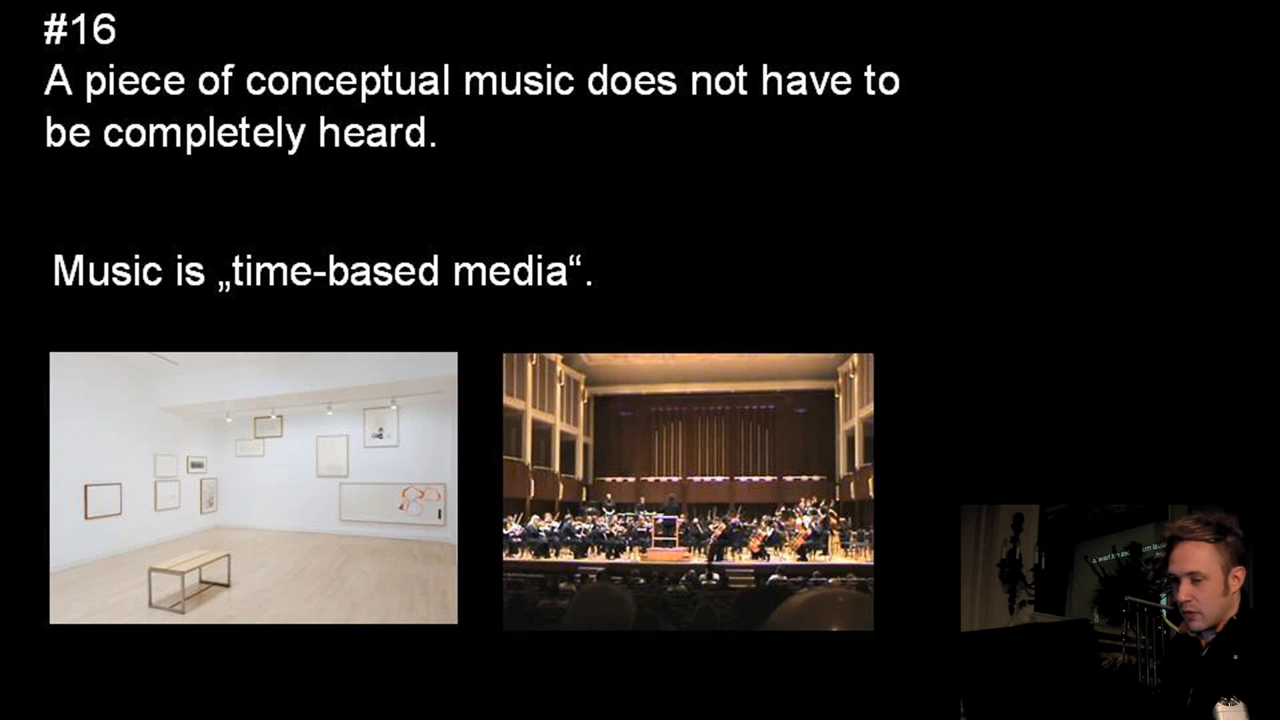 #16
A piece of conceptual music does not have to
be completely heard.
Music is „time-based media“.